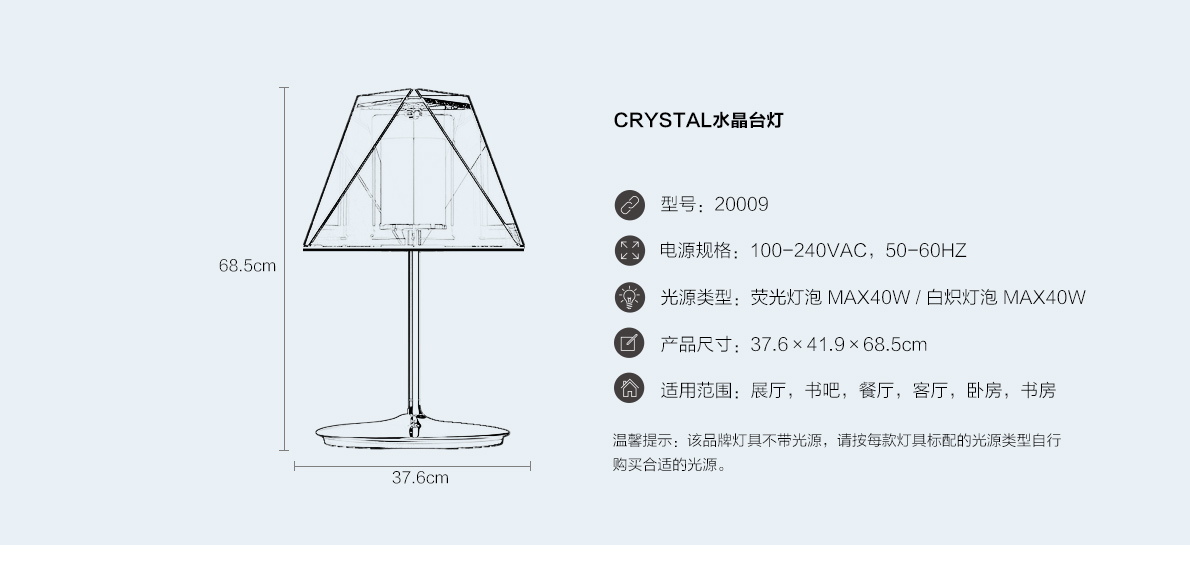 CRYSTAL水晶台灯
型号：20009
电源规格：100-240VAC，50-60HZ
68.5cm
光源类型：荧光灯泡 MAX40W / 白炽灯泡 MAX40W
产品尺寸：37.6×41.9×68.5cm
适用范围：展厅，书吧，餐厅，客厅，卧房，书房
温馨提示：该品牌灯具不带光源，请按每款灯具标配的光源类型自行
购买合适的光源。
37.6cm